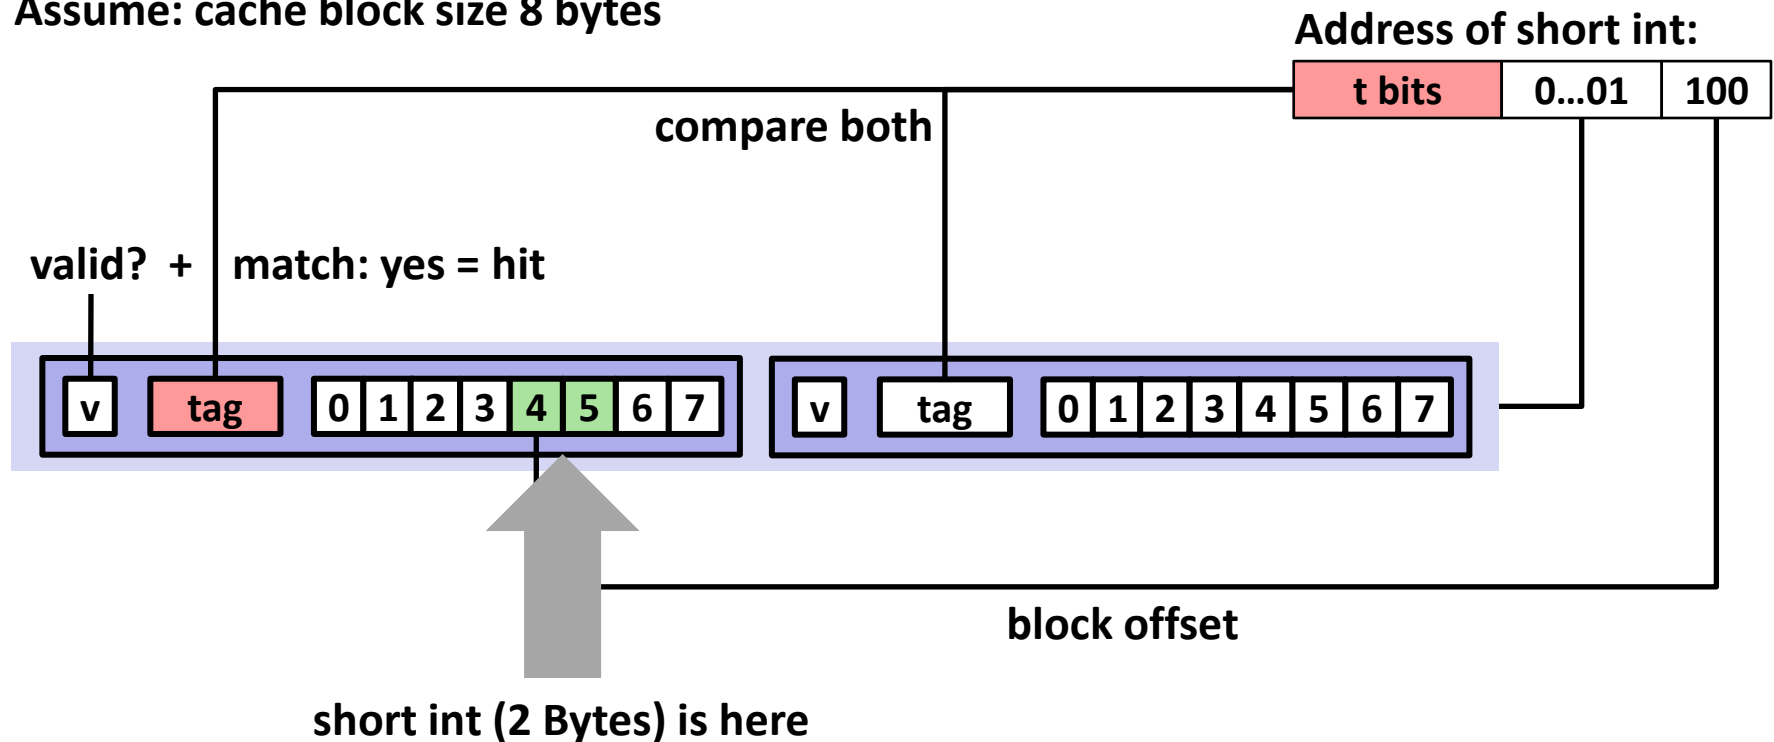 Assume: cache block size 8 bytes
Address of short int:
t bits 0...01 100
compare both
valid? + match: yes = hit
v tag 0 1 2 3 4 5 6 7 v tag 0 1 2 3 4 5 6 7
block offset
short int (2 Bytes) is here